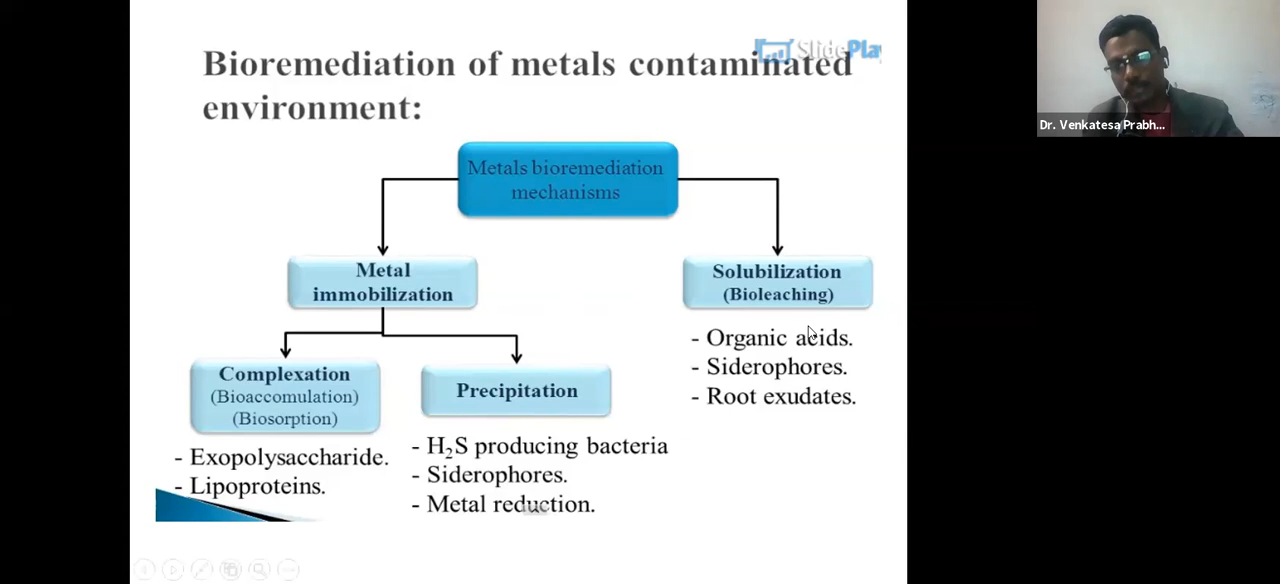 Bioremediation of metals contaminated
environment:
SlidePla
Dr. Venkatesa Prabh...
Metals bioremediation
mechanisms
Metal
immobilization
Solubilization
(Bioleaching)
- Organic acids.
- Siderophores.
- Root exudates.
Complexation
(Bioaccomulation)
(Biosorption)
- Exopolysaccharide.
- Lipoproteins.
Precipitation
- H₂S producing bacteria
- Siderophores.
- Metal reduction.